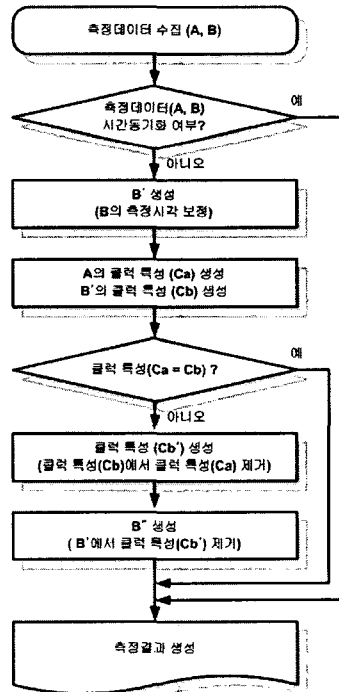 측정데이터 수집 (A, B)
측정데이터(A, B)
시간동기화 여부?
예
아니오
B′ 생성
(B의 측정시각 보정)
A의 클럭 특성 (Ca) 생성
B′의 클럭 특성 (Cb) 생성
클럭 특성(Ca = Cb) ?
예
아니오
클럭 특성 (Cb′) 생성
(클럭 특성(Cb)에서 클럭 특성(Ca) 제거)
B″ 생성
( B′에서 클럭 특성(Cb′) 제거)
측정결과 생성